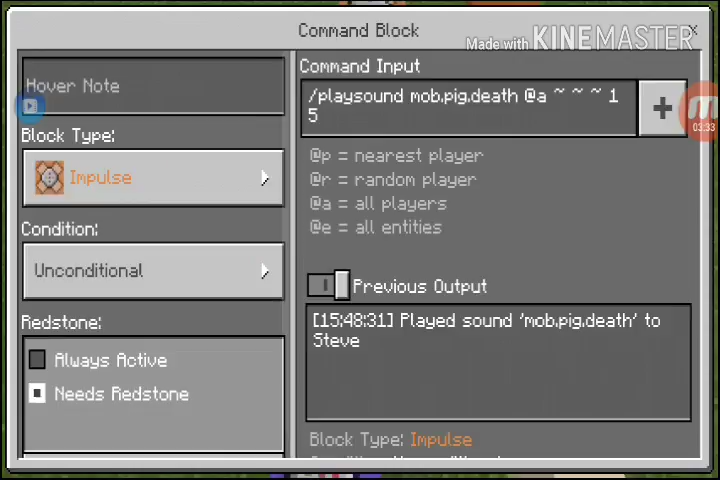 Command Block
Made with KINEMASTER
Hover Note
Block Type:
Impulse
Condition:
Unconditional
Redstone:
Always Active
Needs Redstone
Command Input
/playsound mob.pig.death @a ~ ~ ~ 1
5
+
@p = nearest player
@r = random player
@a = all players
@e = all entities
Previous Output
[15:48:31] Played sound 'mob.pig.death' to
Steve
Block Type: Impulse
03:33